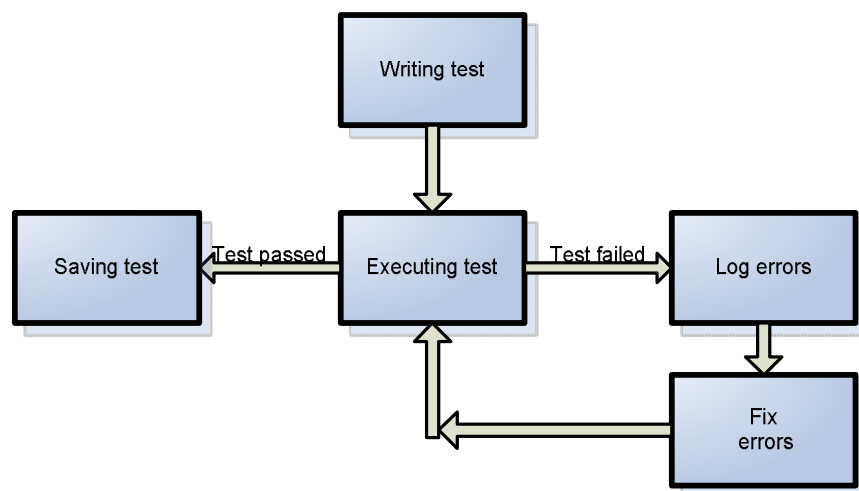 Writing test
Saving test
Test passed
Executing test
Test failed
Log errors
Fix
errors